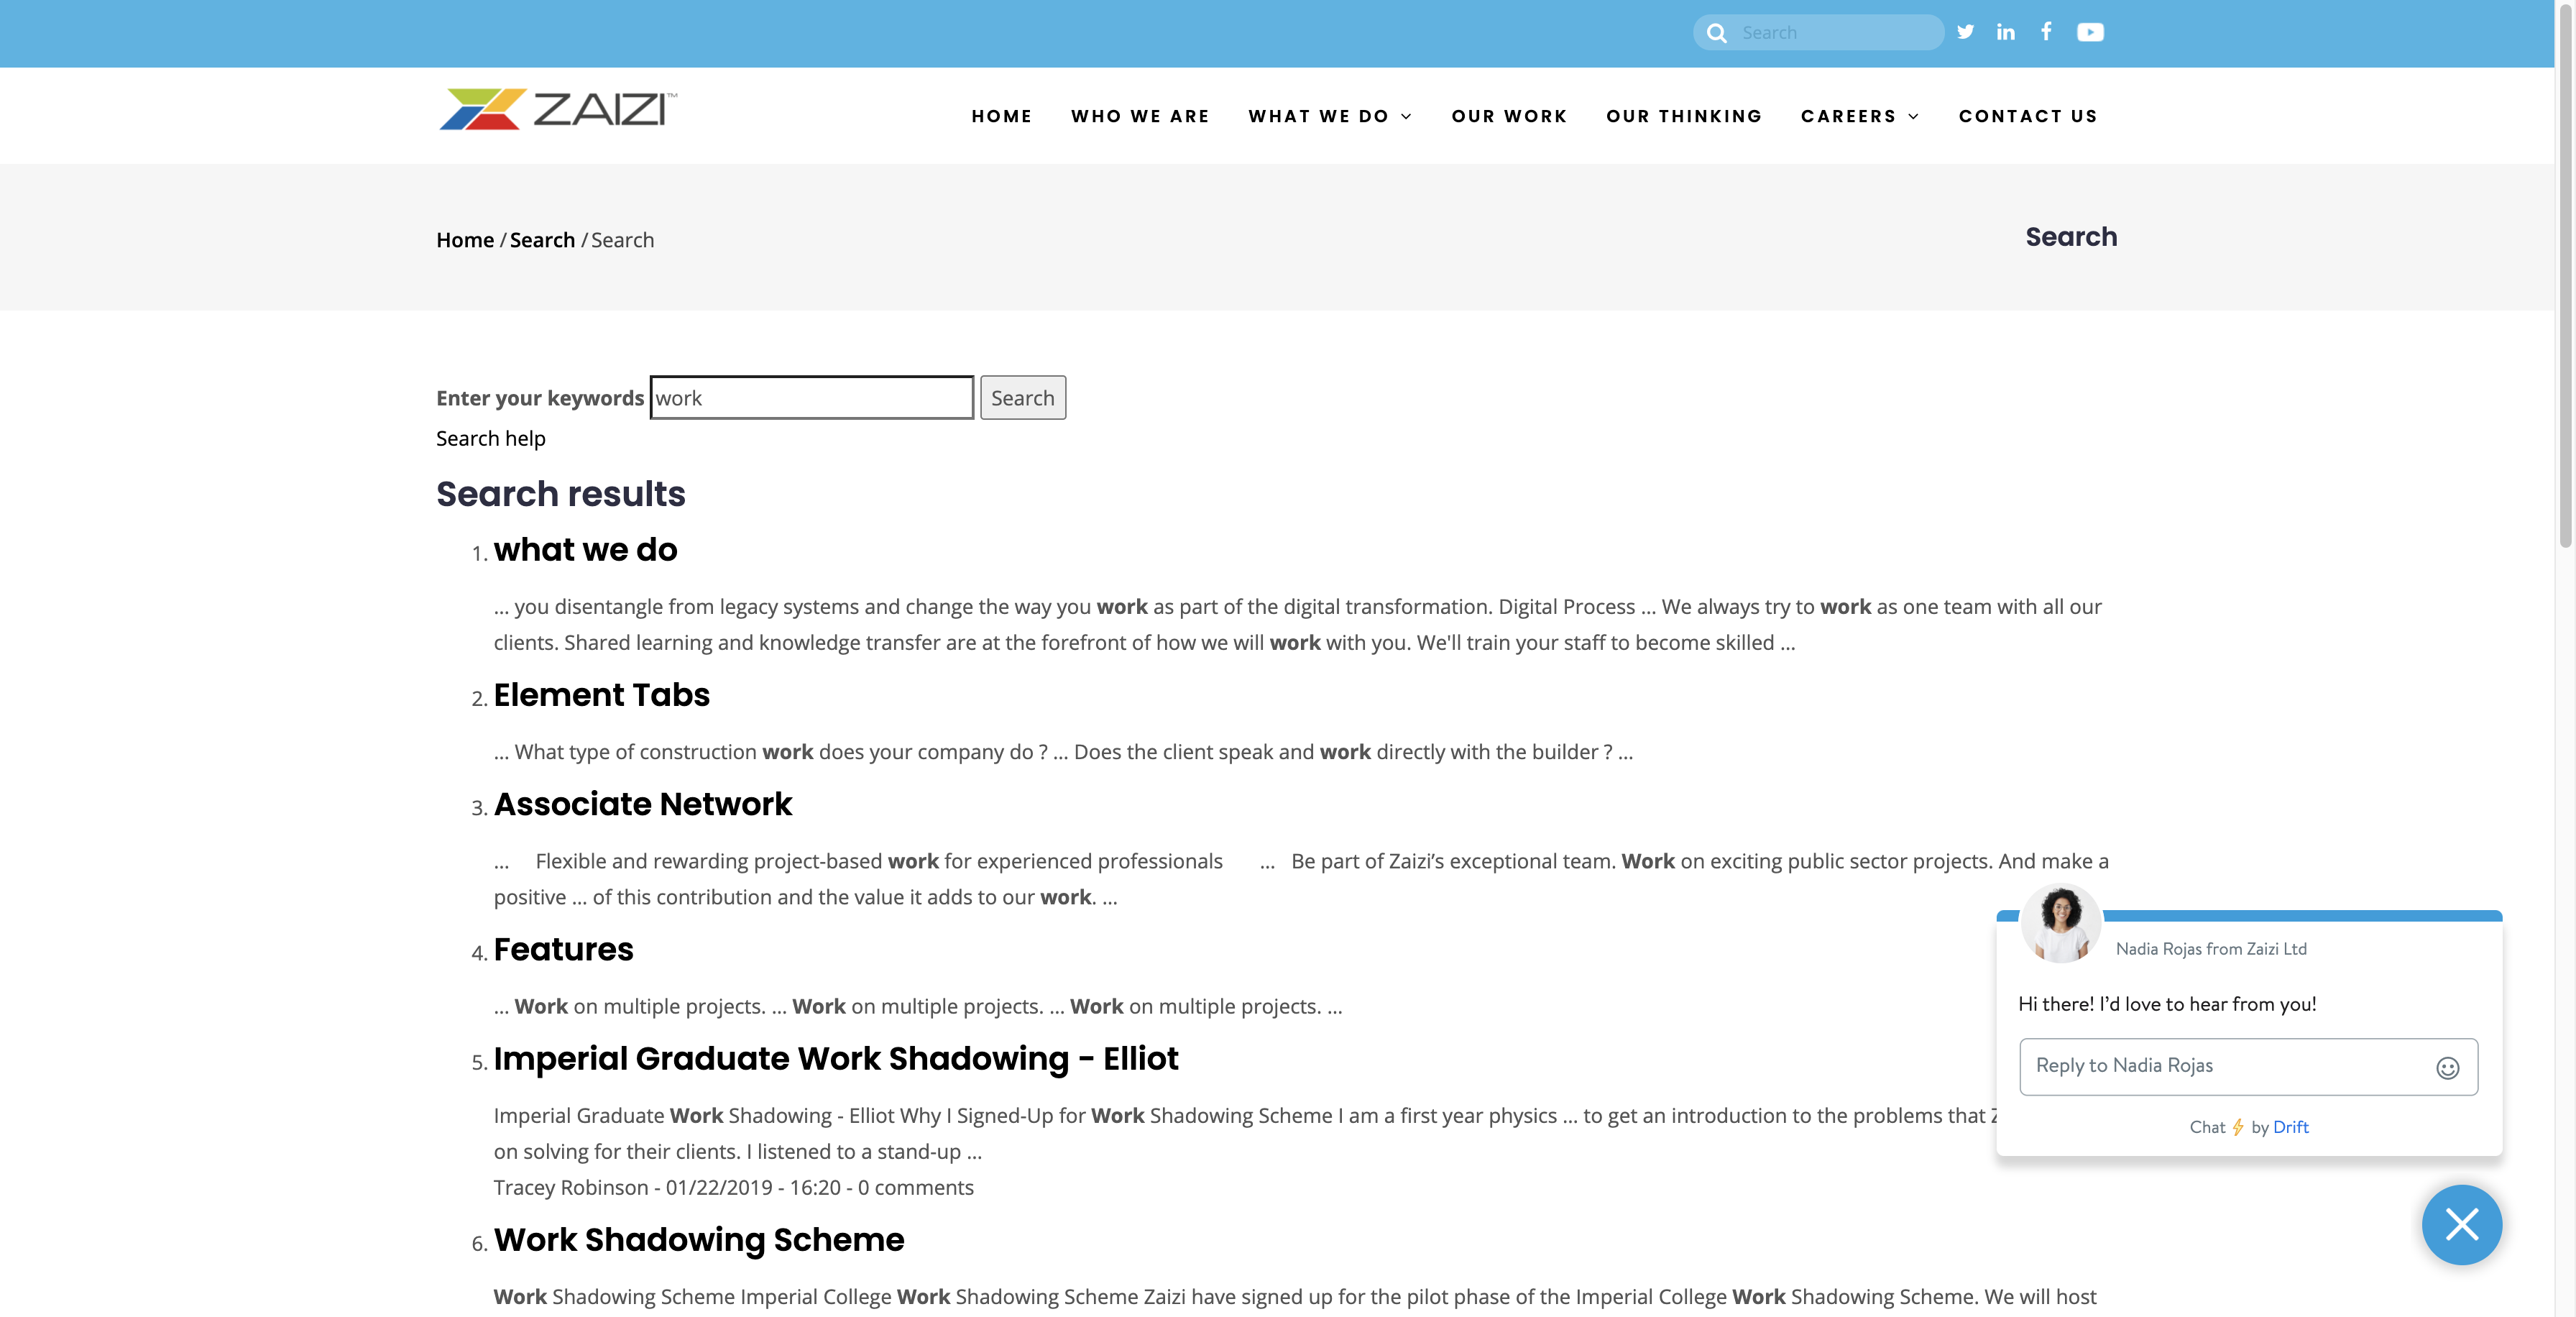 Search
ZAIZI™
HOME WHO WE ARE WHAT WE DO OUR WORK OUR THINKING CAREERS CONTACT US
Home / Search / Search
Search
Enter your keywords work Search
Search help
Search results
1. what we do
... you disentangle from legacy systems and change the way you work as part of the digital transformation. Digital Process ... We always try to work as one team with all our
clients. Shared learning and knowledge transfer are at the forefront of how we will work with you. We'll train your staff to become skilled ...
2. Element Tabs
... What type of construction work does your company do ? ... Does the client speak and work directly with the builder ? ...
3. Associate Network
... Flexible and rewarding project-based work for experienced professionals ... Be part of Zaizi’s exceptional team. Work on exciting public sector projects. And make a
positive ... of this contribution and the value it adds to our work. ...
4. Features
... Work on multiple projects. ... Work on multiple projects. ... Work on multiple projects. ...
5. Imperial Graduate Work Shadowing - Elliot
Imperial Graduate Work Shadowing - Elliot Why I Signed-Up for Work Shadowing Scheme I am a first year physics ... to get an introduction to the problems that
on solving for their clients. I listened to a stand-up ...
Tracey Robinson - 01/22/2019 - 16:20 - 0 comments
6. Work Shadowing Scheme
Work Shadowing Scheme Imperial College Work Shadowing Scheme Zaizi have signed up for the pilot phase of the Imperial College Work Shadowing Scheme. We will host
Nadia Rojas from Zaizi Ltd
Hi there! I’d love to hear from you!
Reply to Nadia Rojas
Chat ⚡ by Drift